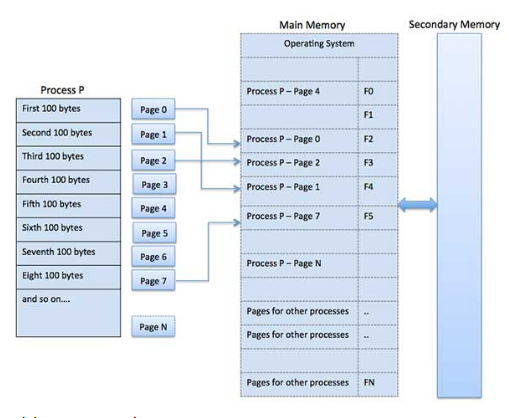 Main Memory
Secondary Memory
Operating System
Process P
First 100 bytes
Second 100 bytes
Third 100 bytes
Fourth 100 bytes
Fifth 100 bytes
Sixth 100 bytes
Seventh 100 bytes
Eight 100 bytes
and so on....
Page 0
Page 1
Page 2
Page 3
Page 4
Page 5
Page 6
Page 7
Page N
Process P – Page 4 F0
F1
Process P – Page 0 F2
Process P – Page 2 F3
Process P – Page 1 F4
Process P – Page 7 F5
Process P – Page N
Pages for other processes ..
Pages for other processes ..
Pages for other processes FN